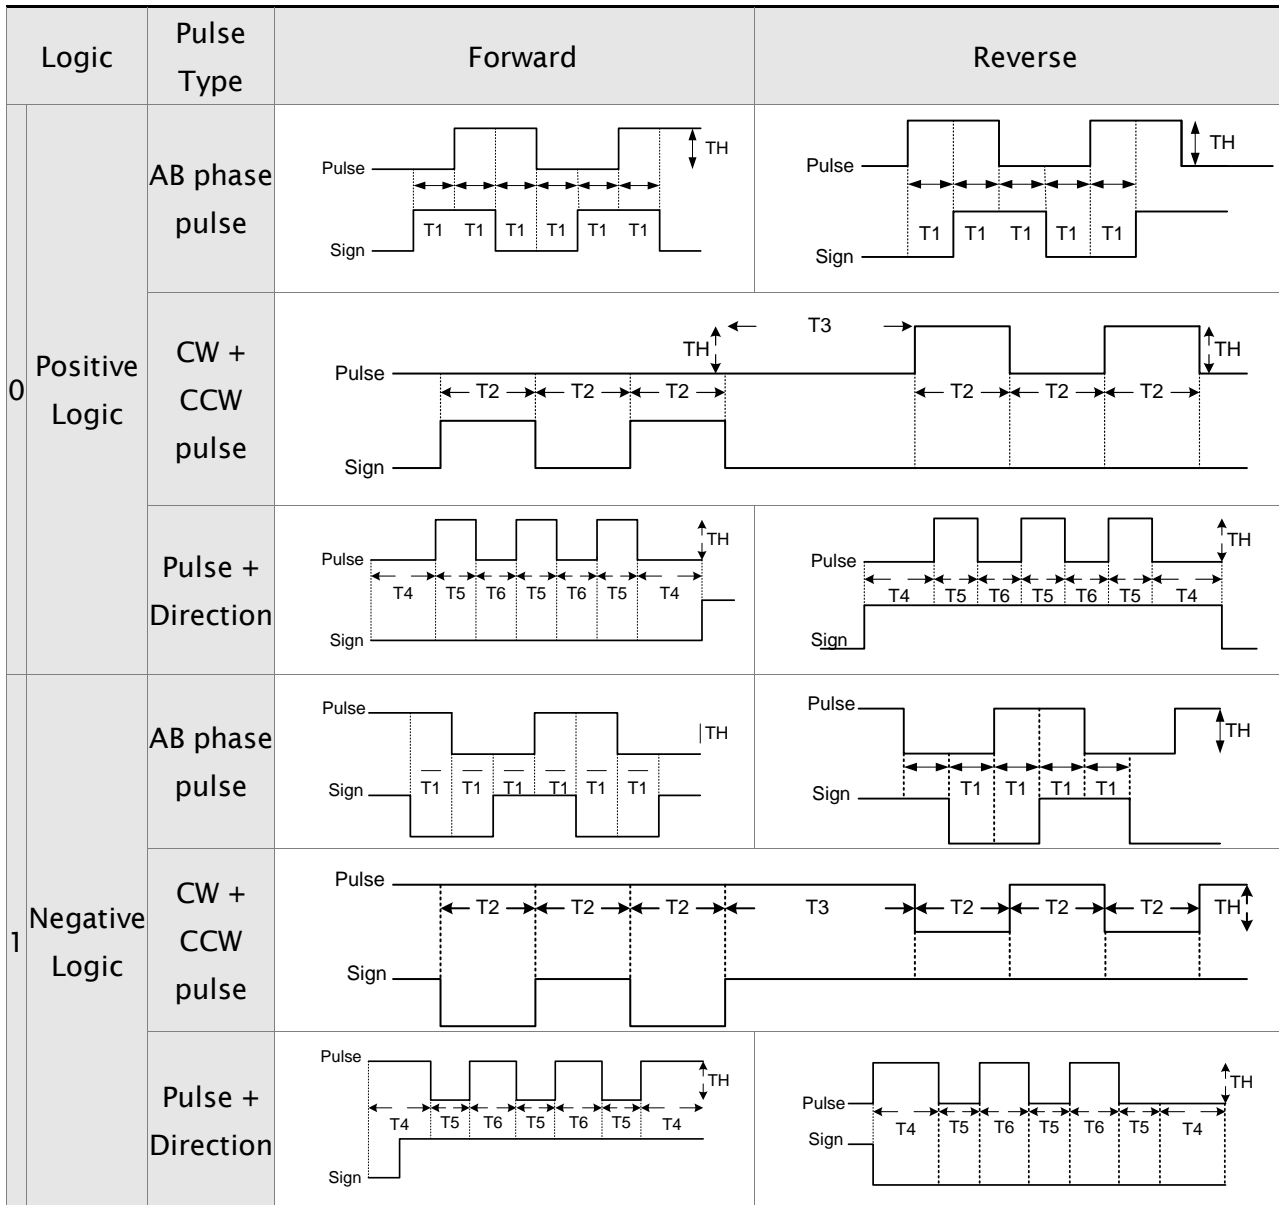 Logic
Pulse
Type
Forward
Reverse
0
Positive
Logic
AB phase
pulse
Pulse
TH
T1 T1 T1 T1 T1 T1
Sign
Pulse
TH
T1 T1 T1 T1 T1
Sign
CW +
CCW
pulse
T3
TH
TH
Pulse
T2 T2 T2 T2 T2 T2
Sign
Pulse +
Direction
Pulse
TH
T4 T5 T6 T5 T6 T5 T4
Sign
Pulse
TH
T4 T5 T6 T5 T6 T5 T4
Sign
1
Negative
Logic
AB phase
pulse
Pulse
TH
Sign
T1 T1 T1 T1 T1 T1
Pulse
TH
T1 T1 T1 T1
Sign
CW +
CCW
pulse
Pulse
T2 T2 T2 T3 T2 T2 T2 TH
Sign
Pulse +
Direction
Pulse
TH
T4 T5 T6 T5 T6 T5 T4
Sign
TH
Pulse
T4 T5 T6 T5 T6 T5 T4
Sign